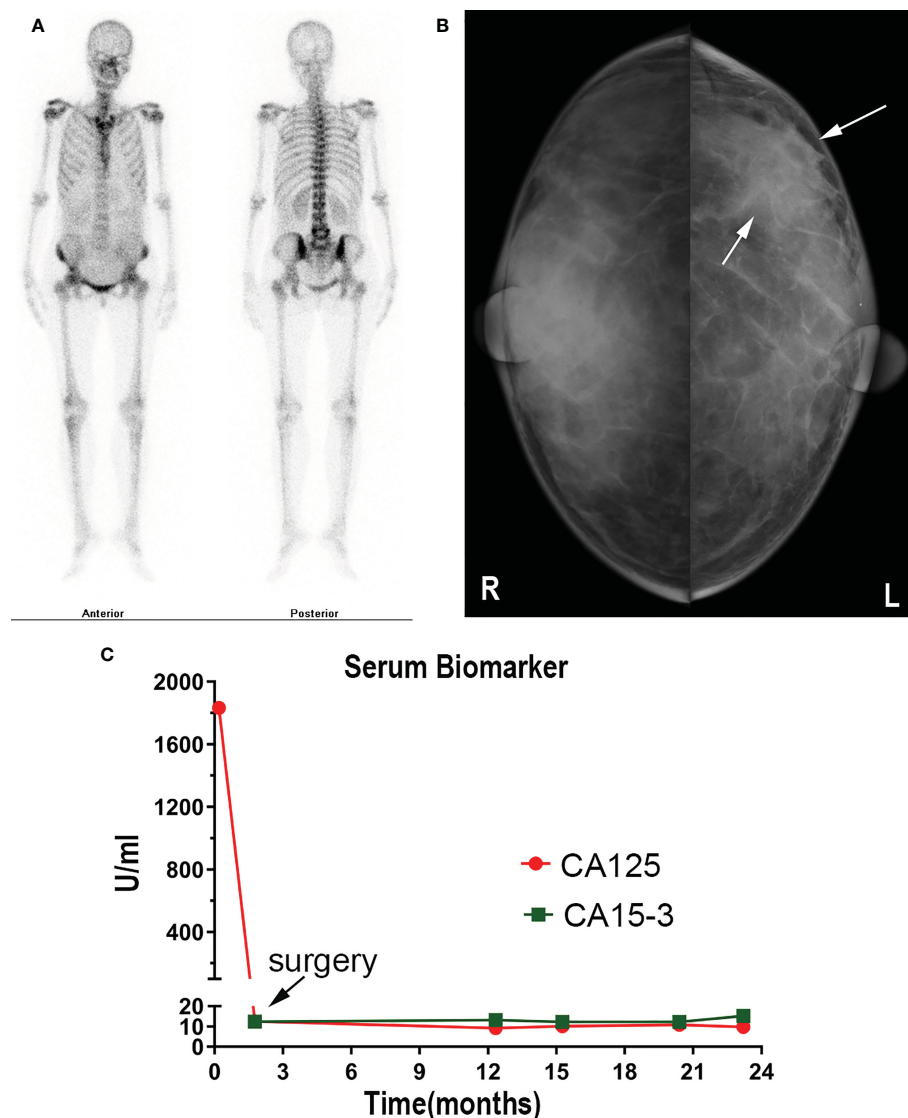 A
B
Anterior
Posterior
R
L
C
Serum Biomarker
2000
1600
1200
800
400
20
10
0
U/ml
CA125
CA15-3
surgery
0 3 6 9 12 15 18 21 24
Time(months)